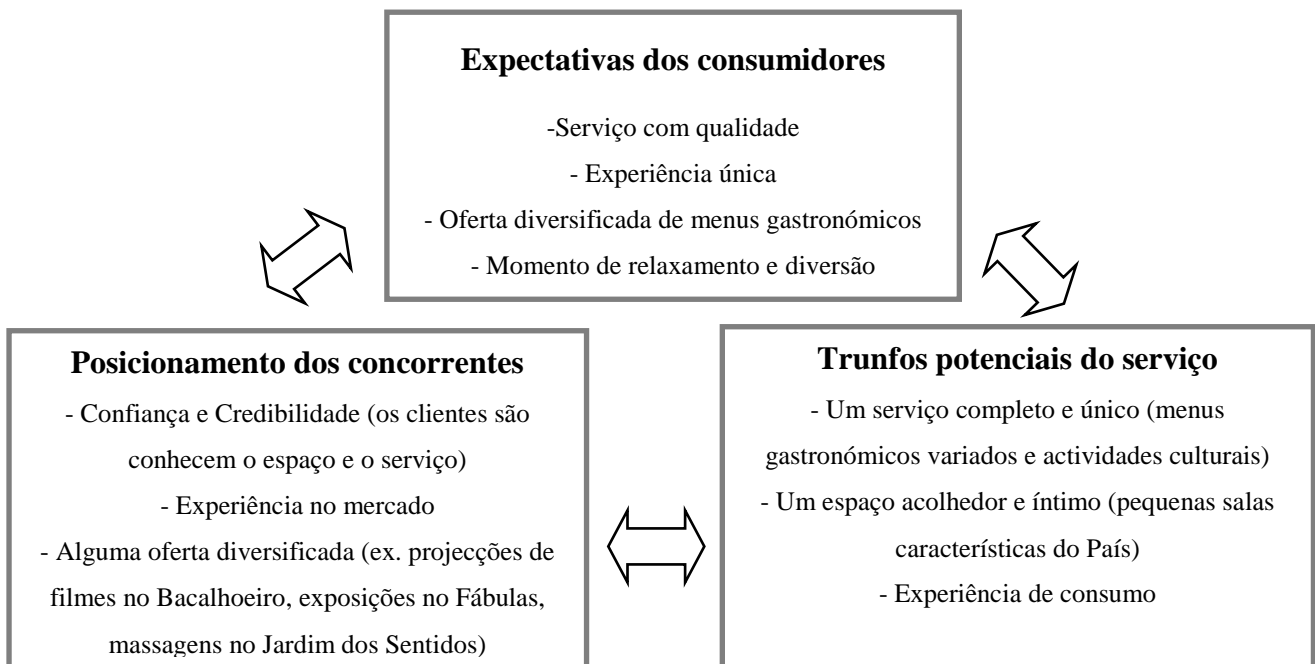 Expectativas dos consumidores
-Serviço com qualidade
- Experiência única
- Oferta diversificada de menus gastronómicos
- Momento de relaxamento e diversão
Posicionamento dos concorrentes
- Confiança e Credibilidade (os clientes são
conhecem o espaço e o serviço)
- Experiência no mercado
- Alguma oferta diversificada (ex. projecções de
filmes no Bacalhoeiro, exposições no Fábulas,
massagens no Jardim dos Sentidos)
Trunfos potenciais do serviço
- Um serviço completo e único (menus
gastronómicos variados e actividades culturais)
- Um espaço acolhedor e íntimo (pequenas salas
características do País)
- Experiência de consumo